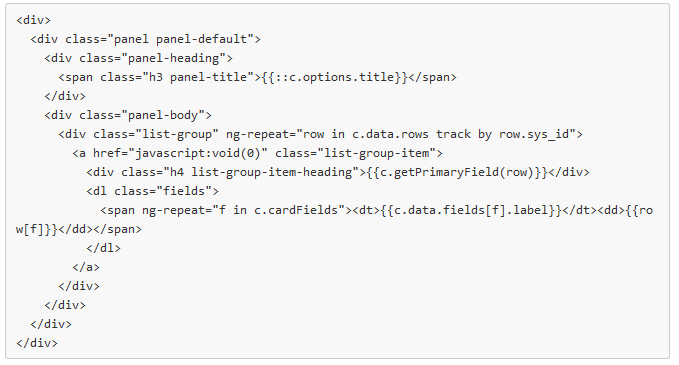 <div>
  <div class="panel panel-default">
    <div class="panel-heading">
      <span class="h3 panel-title">{{::c.options.title}}</span>
    </div>
    <div class="panel-body">
      <div class="list-group" ng-repeat="row in c.data.rows track by row.sys_id">
        <a href="javascript:void(0)" class="list-group-item">
          <div class="h4 list-group-item-heading">{{c.getPrimaryField(row)}}</div>
          <dl class="fields">
            <span ng-repeat="f in c.cardFields"><dt>{{c.data.fields[f].label}}</dt><dd>{{ro
w[f]}}</dd></span>
          </dl>
        </a>
      </div>
    </div>
  </div>
</div>